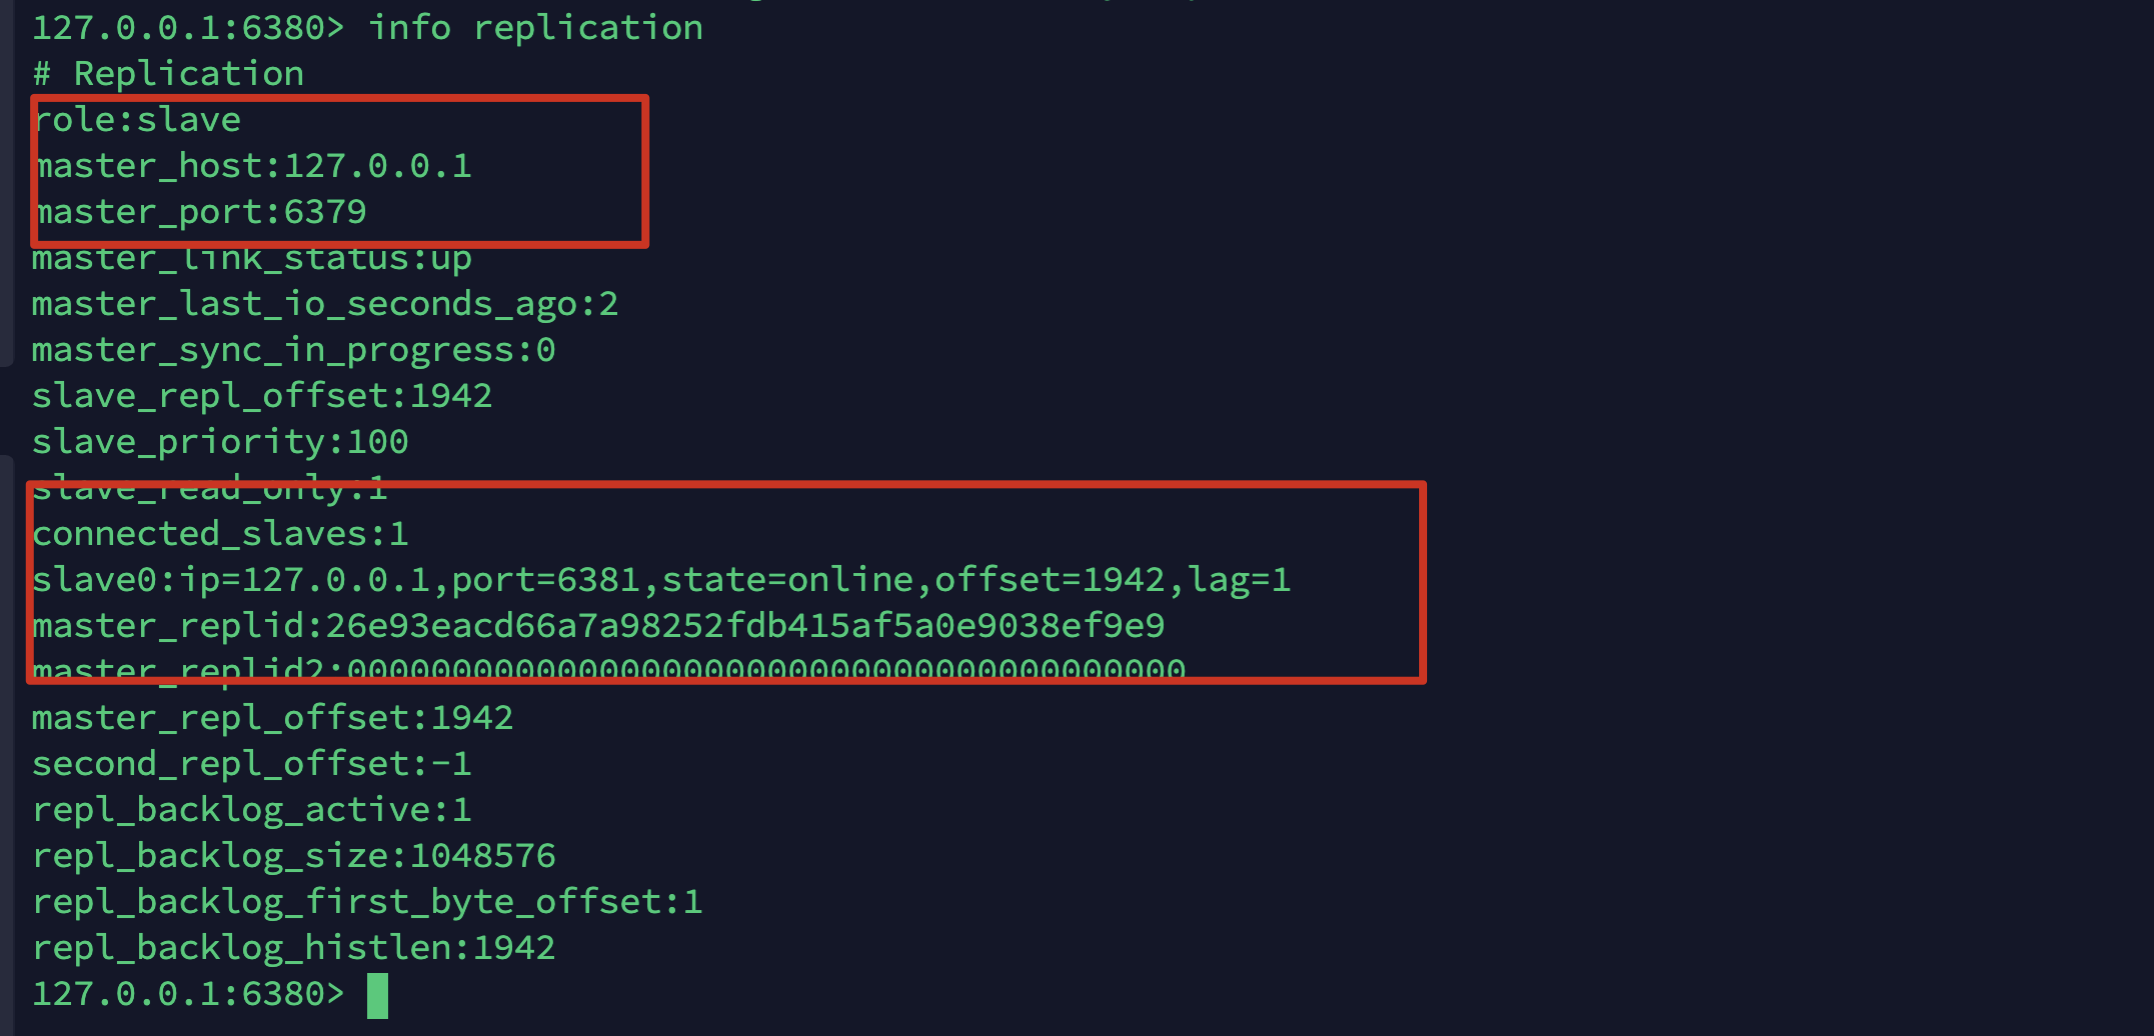 127.0.0.1:6380> info replication
# Replication
role:slave
master_host:127.0.0.1
master_port:6379
master_link_status:up
master_last_io_seconds_ago:2
master_sync_in_progress:0
slave_repl_offset:1942
slave_priority:100
slave_read_only:1
connected_slaves:1
slave0:ip=127.0.0.1,port=6381,state=online,offset=1942,lag=1
master_replid:26e93eacd66a7a98252fdb415af5a0e9038ef9e9
master_replid2:0000000000000000000000000000000000000000
master_repl_offset:1942
second_repl_offset:-1
repl_backlog_active:1
repl_backlog_size:1048576
repl_backlog_first_byte_offset:1
repl_backlog_histlen:1942
127.0.0.1:6380>